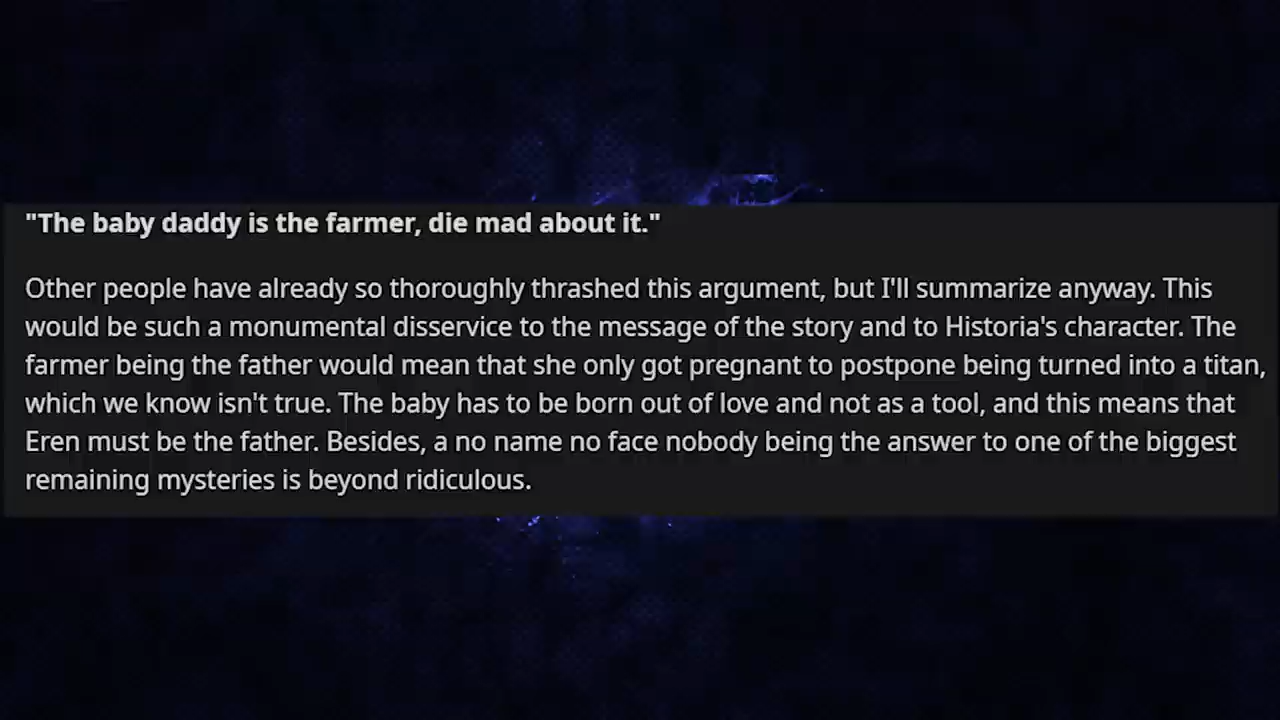 "The baby daddy is the farmer, die mad about it."
Other people have already so thoroughly thrashed this argument, but I'll summarize anyway. This
would be such a monumental disservice to the message of the story and to Historia's character. The
farmer being the father would mean that she only got pregnant to postpone being turned into a titan,
which we know isn't true. The baby has to be born out of love and not as a tool, and this means that
Eren must be the father. Besides, a no name no face nobody being the answer to one of the biggest
remaining mysteries is beyond ridiculous.